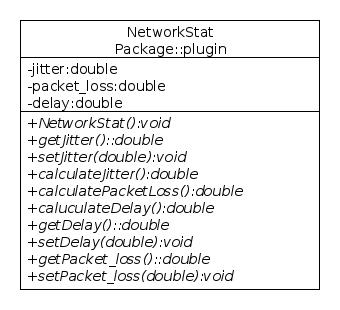 NetworkStat
Package::plugin
-jitter:double
-packet_loss:double
-delay:double
+NetworkStat():void
+getJitter()::double
+setJitter(double):void
+calculateJitter():double
+calculatePacketLoss():double
+caluculateDelay():double
+getDelay()::double
+setDelay(double):void
+getPacket_loss()::double
+setPacket_loss(double):void